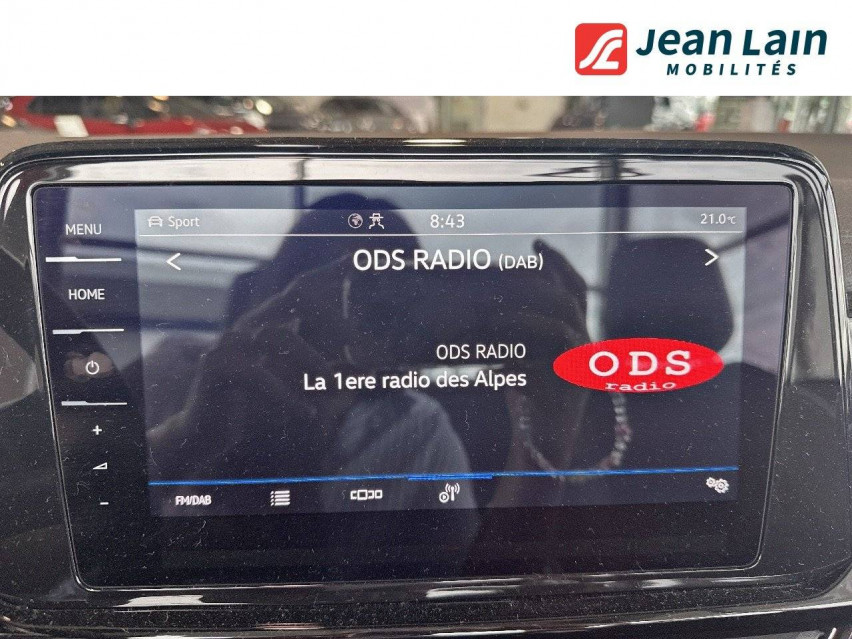 Jean Lain
MOBILITÉS
MENU
HOME
Sport
8:43
21.0°C
< ODS RADIO (DAB) >
ODS RADIO
La 1ere radio des Alpes
ODS
radio
+
−
FM/DAB